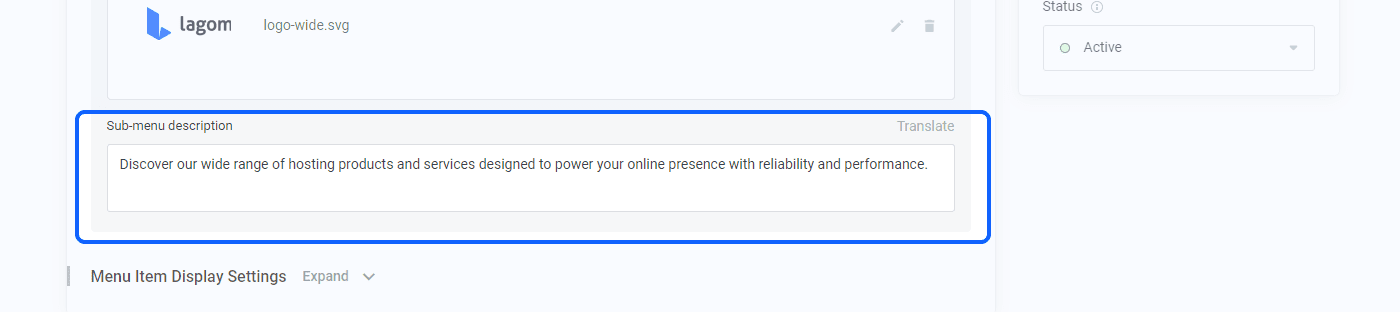 lagom logo-wide.svg
Status
Active
Sub-menu description Translate
Discover our wide range of hosting products and services designed to power your online presence with reliability and performance.
Menu Item Display Settings Expand